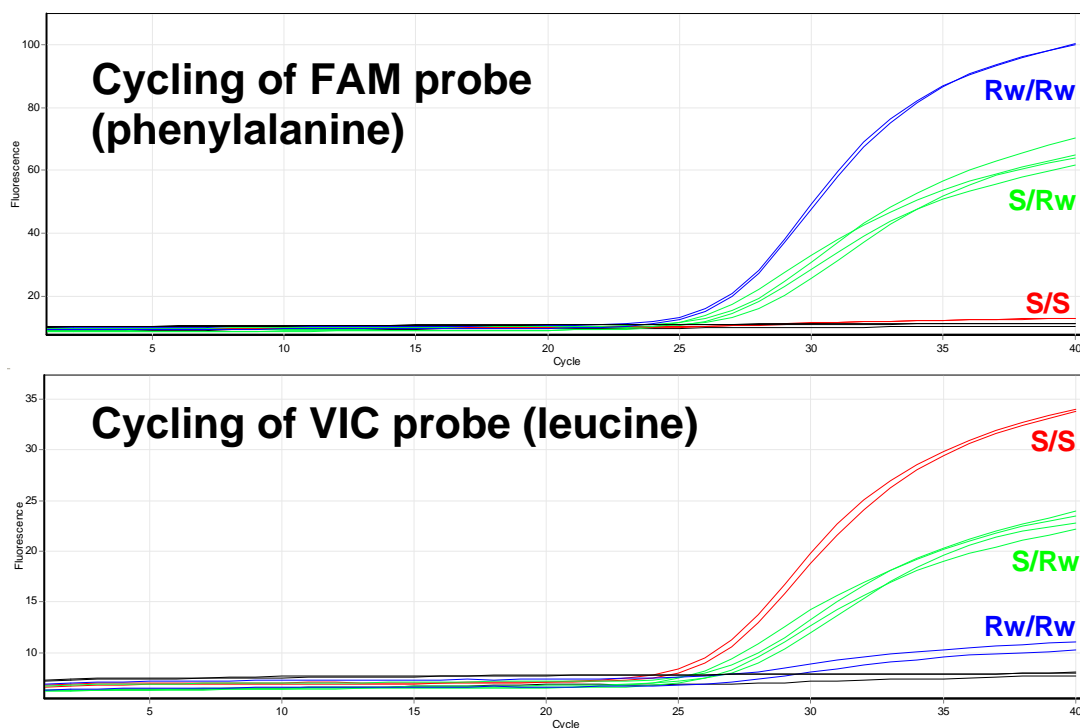 Cycling of FAM probe
(phenylalanine)
Rw/Rw
S/Rw
S/S
Fluorescence
100
80
60
40
20
5 10 15 20 25 30 35 40
Cycle
Cycling of VIC probe (leucine)
S/S
S/Rw
Rw/Rw
Fluorescence
35
30
25
20
15
10
5 10 15 20 25 30 35 40
Cycle